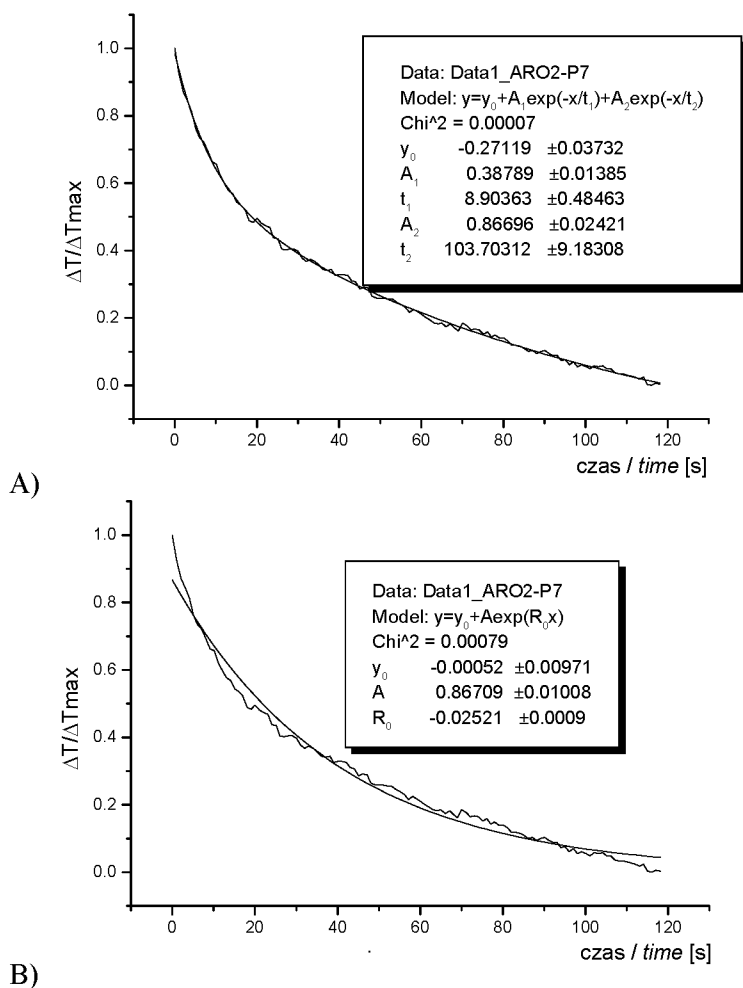 1.0
0.8
0.6
0.4
0.2
0.0
ΔT/ΔTmax
Data: Data1_ARO2-P7
Model: y=y₀+A₁exp(-x/t₁)+A₂exp(-x/t₂)
Chi^2 = 0.00007
y₀ -0.27119 ±0.03732
A₁ 0.38789 ±0.01385
t₁ 8.90363 ±0.48463
A₂ 0.86696 ±0.02421
t₂ 103.70312 ±9.18308
0 20 40 60 80 100 120
czas / time [s]
A)
1.0
0.8
0.6
0.4
0.2
0.0
ΔT/ΔTmax
Data: Data1_ARO2-P7
Model: y=y₀+Aexp(R₀x)
Chi^2 = 0.00079
y₀ -0.00052 ±0.00971
A 0.86709 ±0.01008
R₀ -0.02521 ±0.0009
0 20 40 60 80 100 120
czas / time [s]
B)